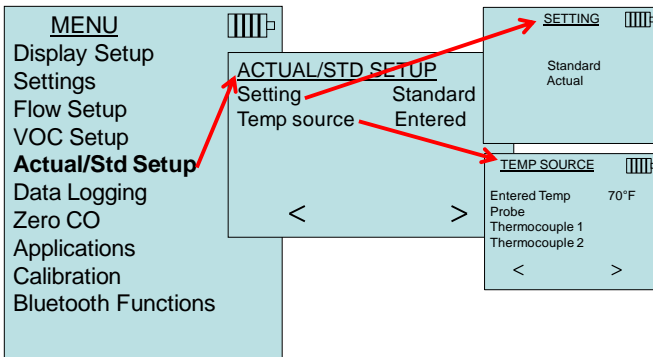 MENU
Display Setup
Settings
Flow Setup
VOC Setup
Actual/Std Setup
Data Logging
Zero CO
Applications
Calibration
Bluetooth Functions
ACTUAL/STD SETUP
Setting Standard
Temp source Entered
< >
SETTING
Standard
Actual
TEMP SOURCE
Entered Temp 70°F
Probe
Thermocouple 1
Thermocouple 2
< >